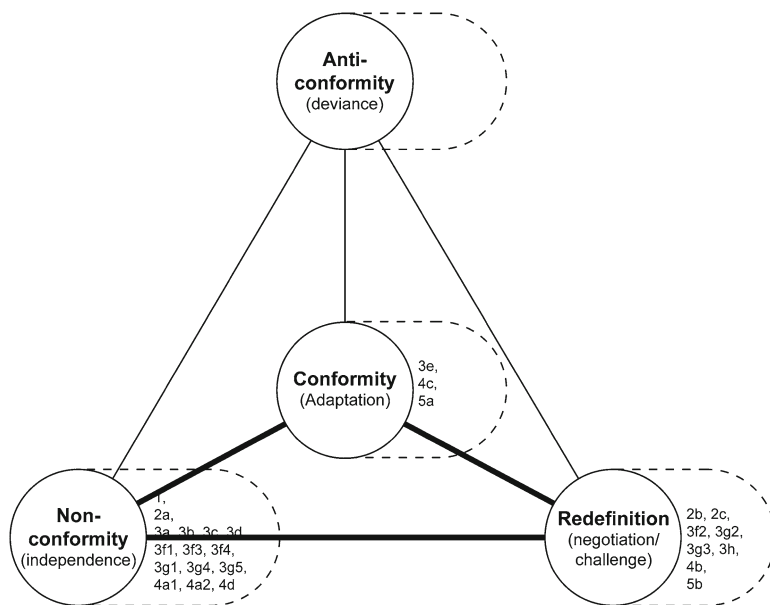 Anti-
conformity
(deviance)
Conformity
(Adaptation)
3e,
4c,
5a
Non-
conformity
(independence)
1,
2a,
3a, 3b, 3c, 3d
3f1, 3f3, 3f4,
3g1, 3g4, 3g5,
4a1, 4a2, 4d
Redefinition
(negotiation/
challenge)
2b, 2c,
3f2, 3g2,
3g3, 3h,
4b,
5b